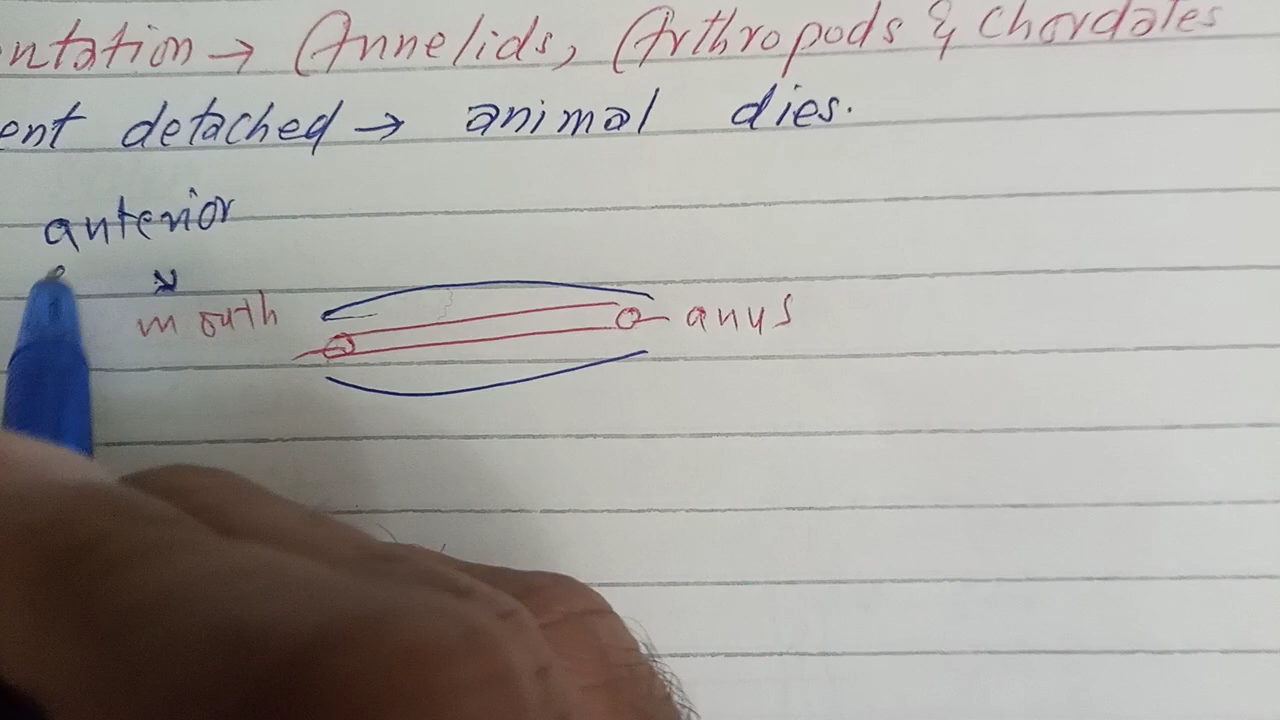 ntation → Annelids, Arthropods & Chordates
ent detached → animal dies.
anterior
mouth
anus